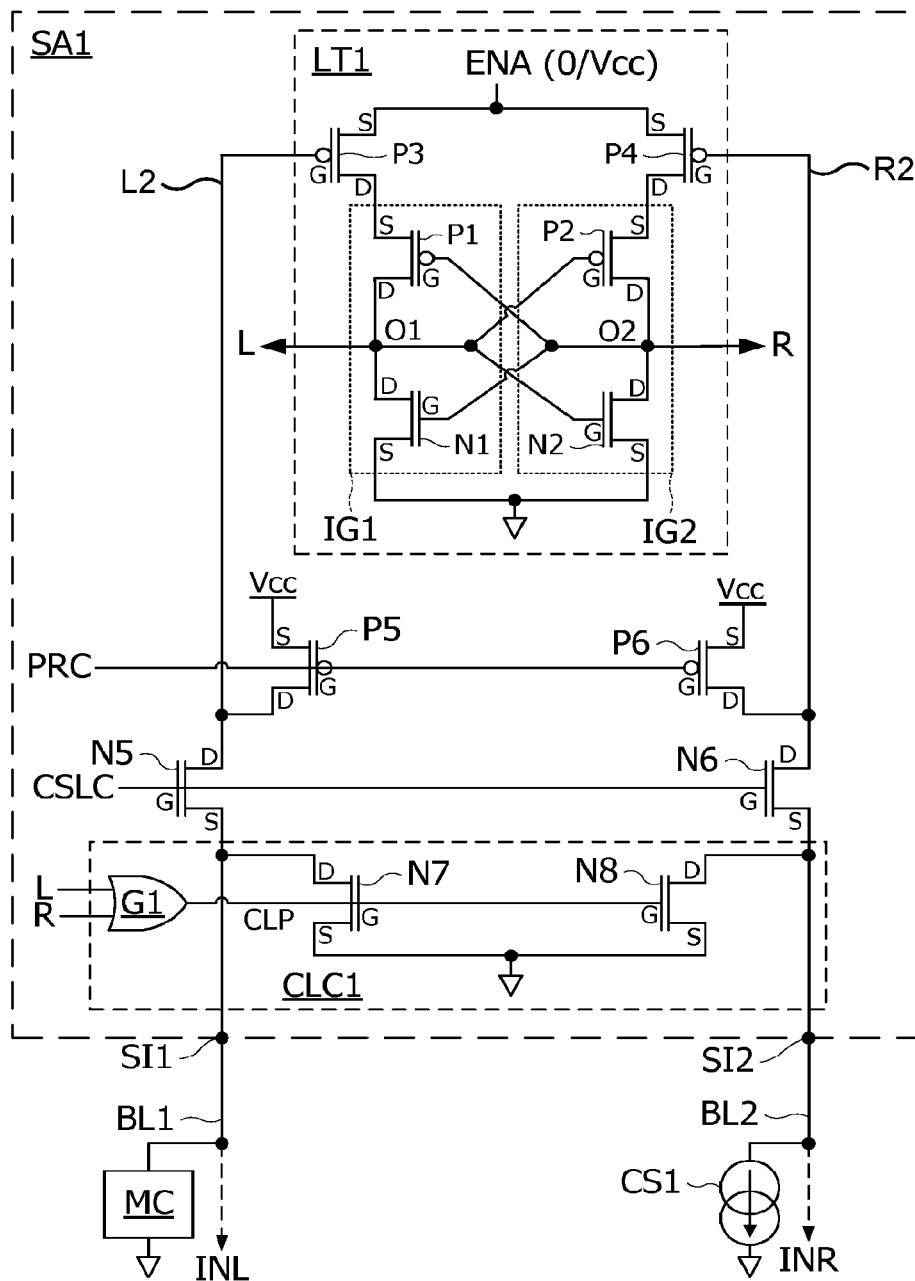 SA1
LT1
ENA (0/Vcc)
S
S
P3
P4
G
G
L2
R2
D
D
S
P1
P2
S
G
G
D
D
L
O1
O2
R
D
G
D
N1
N2
G
S
S
IG1
IG2
Vcc
Vcc
S
P5
P6
S
PRC
G
G
D
D
N5
D
N6
D
CSLC
G
G
S
S
D
N7
N8
D
L
G1
R
CLP
G
G
S
S
CLC1
SI1
SI2
BL1
BL2
MC
CS1
INL
INR